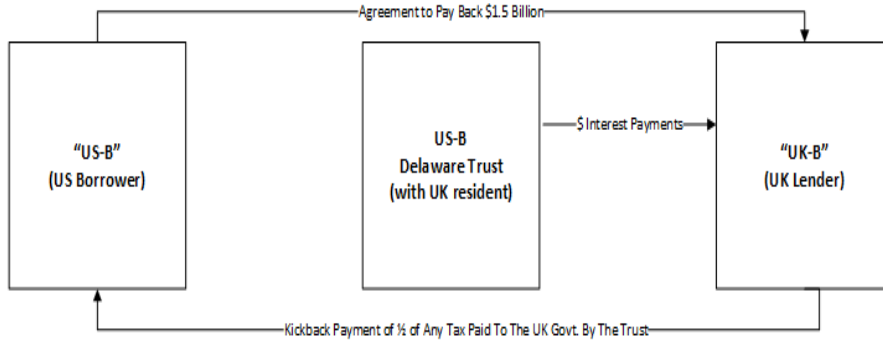 Agreement to Pay Back $1.5 Billion
“US-B”
(US Borrower)
US-B
Delaware Trust
(with UK resident)
$ Interest Payments
“UK-B”
(UK Lender)
Kickback Payment of ½ of Any Tax Paid To The UK Govt. By The Trust